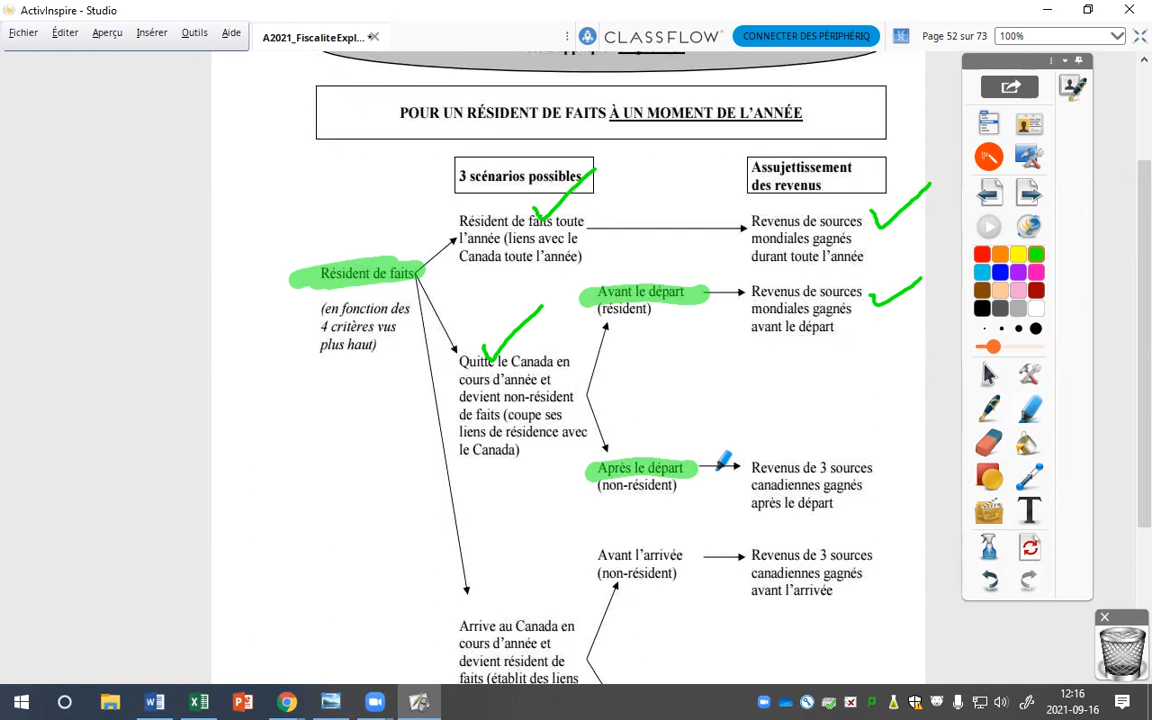 ActivInspire - Studio
Fichier Éditer Aperçu Insérer Outils Aide
A2021_FiscaliteExpl...
CLASSFLOW
CONNECTER DES PÉRIPHÉRIQ
Page 52 sur 73
100%
POUR UN RÉSIDENT DE FAITS À UN MOMENT DE L'ANNÉE
3 scénarios possibles
Assujettissement
des revenus
Résident de faits toute
l'année (liens avec le
Canada toute l'année)
Revenus de sources
mondiales gagnés
durant toute l'année
Résident de faits
(en fonction des
4 critères vus
plus haut)
Avant le départ
(résident)
Revenus de sources
mondiales gagnés
avant le départ
Quitte le Canada en
cours d'année et
devient non-résident
de faits (coupe ses
liens de résidence avec
le Canada)
Après le départ
(non-résident)
Revenus de 3 sources
canadiennes gagnés
après le départ
Avant l'arrivée
(non-résident)
Revenus de 3 sources
canadiennes gagnés
avant l'arrivée
Arrive au Canada en
cours d'année et
devient résident de
faits (établit des liens
12:16
2021-09-16